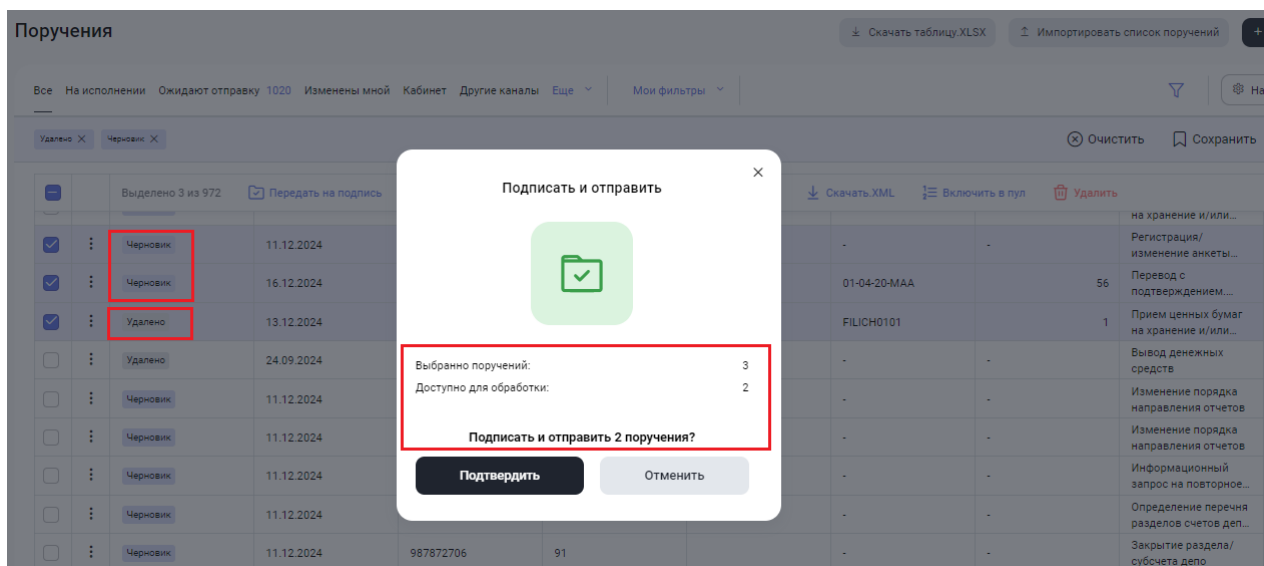 Поручения
Скачать таблицу.XLSX
Импортировать список поручений
+
Все На исполнении Ожидают отправку 1020 Изменены мной Кабинет Другие каналы Еще
Мои фильтры
На
Удалено
Черновик
Очистить
Сохранить
Выделено 3 из 972
Передать на подпись
Скачать.XML
Включить в пул
Удалить
на хранение и/или...
Черновик 11.12.2024 - - Регистрация/
изменение анкеты...
Черновик 16.12.2024 01-04-20-MAA 56 Перевод с
подтверждением....
Удалено 13.12.2024 FILICH0101 1 Прием ценных бумаг
на хранение и/или...
Удалено 24.09.2024 - - Вывод денежных
средств
Черновик 11.12.2024 - - Изменение порядка
направления отчетов
Черновик 11.12.2024 - - Изменение порядка
направления отчетов
Черновик 11.12.2024 - - Информационный
запрос на повторное...
Черновик 11.12.2024 - - Определение перечня
разделов счетов деп...
Черновик 11.12.2024 987872706 91 - - Закрытие раздела/
субсчета депо
Подписать и отправить
Выбранно поручений: 3
Доступно для обработки: 2
Подписать и отправить 2 поручения?
Подтвердить
Отменить